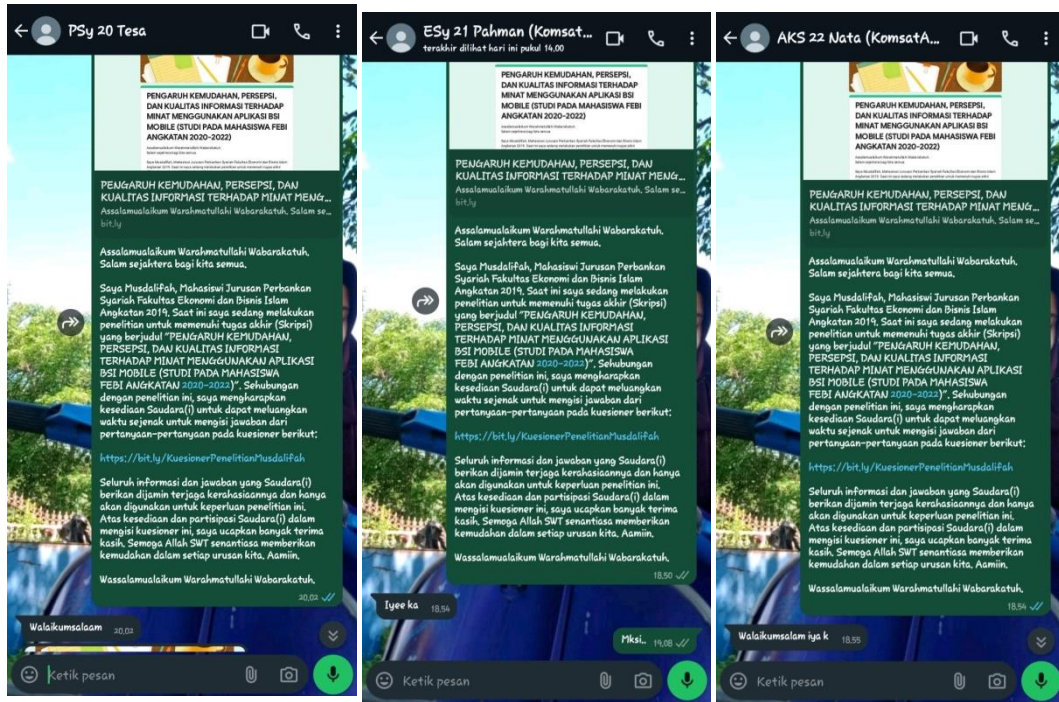 PSy 20 Tesa
PENGARUH KEMUDAHAN, PERSEPSI,
DAN KUALITAS INFORMASI TERHADAP
MINAT MENGGUNAKAN APLIKASI BSI
MOBILE (STUDI PADA MAHASISWA FEBI
ANGKATAN 2020-2022)
PENGARUH KEMUDAHAN, PERSEPSI, DAN
KUALITAS INFORMASI TERHADAP MINAT MENG...
Assalamualaikum Warahmatullahi Wabarakatuh. Salam se...
bit.ly
Assalamualaikum Warahmatullahi Wabarakatuh.
Salam sejahtera bagi kita semua.
Saya Musdalifah, Mahasiswi Jurusan Perbankan
Syariah Fakultas Ekonomi dan Bisnis Islam
Angkatan 2019. Saat ini saya sedang melakukan
penelitian untuk memenuhi tugas akhir (Skripsi)
yang berjudul "PENGARUH KEMUDAHAN,
PERSEPSI, DAN KUALITAS INFORMASI
TERHADAP MINAT MENGGUNAKAN APLIKASI
BSI MOBILE (STUDI PADA MAHASISWA
FEBI ANGKATAN 2020-2022)". Sehubungan
dengan penelitian ini, saya mengharapkan
kesediaan Saudara(i) untuk dapat meluangkan
waktu sejenak untuk mengisi jawaban dari
pertanyaan-pertanyaan pada kuesioner berikut:
https://bit.ly/KuesionerPenelitianMusdalifah
Seluruh informasi dan jawaban yang Saudara(i)
berikan dijamin terjaga kerahasiaannya dan hanya
akan digunakan untuk keperluan penelitian ini.
Atas kesediaan dan partisipasi Saudara(i) dalam
mengisi kuesioner ini, saya ucapkan banyak terima
kasih. Semoga Allah SWT senantiasa memberikan
kemudahan dalam setiap urusan kita. Aamiin.
Wassalamualaikum Warahmatullahi Wabarakatuh.
20.02
Walaikumsalaam 20.02
Ketik pesan
ESy 21 Pahman (Komsat...
terakhir dilihat hari ini pukul 14.00
PENGARUH KEMUDAHAN, PERSEPSI,
DAN KUALITAS INFORMASI TERHADAP
MINAT MENGGUNAKAN APLIKASI BSI
MOBILE (STUDI PADA MAHASISWA FEBI
ANGKATAN 2020-2022)
PENGARUH KEMUDAHAN, PERSEPSI, DAN
KUALITAS INFORMASI TERHADAP MINAT MENG...
Assalamualaikum Warahmatullahi Wabarakatuh. Salam se...
bit.ly
Assalamualaikum Warahmatullahi Wabarakatuh.
Salam sejahtera bagi kita semua.
Saya Musdalifah, Mahasiswi Jurusan Perbankan
Syariah Fakultas Ekonomi dan Bisnis Islam
Angkatan 2019. Saat ini saya sedang melakukan
penelitian untuk memenuhi tugas akhir (Skripsi)
yang berjudul "PENGARUH KEMUDAHAN,
PERSEPSI, DAN KUALITAS INFORMASI
TERHADAP MINAT MENGGUNAKAN APLIKASI
BSI MOBILE (STUDI PADA MAHASISWA
FEBI ANGKATAN 2020-2022)". Sehubungan
dengan penelitian ini, saya mengharapkan
kesediaan Saudara(i) untuk dapat meluangkan
waktu sejenak untuk mengisi jawaban dari
pertanyaan-pertanyaan pada kuesioner berikut:
https://bit.ly/KuesionerPenelitianMusdalifah
Seluruh informasi dan jawaban yang Saudara(i)
berikan dijamin terjaga kerahasiaannya dan hanya
akan digunakan untuk keperluan penelitian ini.
Atas kesediaan dan partisipasi Saudara(i) dalam
mengisi kuesioner ini, saya ucapkan banyak terima
kasih. Semoga Allah SWT senantiasa memberikan
kemudahan dalam setiap urusan kita. Aamiin.
Wassalamualaikum Warahmatullahi Wabarakatuh.
18.50
Iyee ka 18.54
Mksi.. 19.08
Ketik pesan
AKS 22 Nata (KomsatA...
PENGARUH KEMUDAHAN, PERSEPSI,
DAN KUALITAS INFORMASI TERHADAP
MINAT MENGGUNAKAN APLIKASI BSI
MOBILE (STUDI PADA MAHASISWA FEBI
ANGKATAN 2020-2022)
PENGARUH KEMUDAHAN, PERSEPSI, DAN
KUALITAS INFORMASI TERHADAP MINAT MENG...
Assalamualaikum Warahmatullahi Wabarakatuh. Salam se...
bit.ly
Assalamualaikum Warahmatullahi Wabarakatuh.
Salam sejahtera bagi kita semua.
Saya Musdalifah, Mahasiswi Jurusan Perbankan
Syariah Fakultas Ekonomi dan Bisnis Islam
Angkatan 2019. Saat ini saya sedang melakukan
penelitian untuk memenuhi tugas akhir (Skripsi)
yang berjudul "PENGARUH KEMUDAHAN,
PERSEPSI, DAN KUALITAS INFORMASI
TERHADAP MINAT MENGGUNAKAN APLIKASI
BSI MOBILE (STUDI PADA MAHASISWA
FEBI ANGKATAN 2020-2022)". Sehubungan
dengan penelitian ini, saya mengharapkan
kesediaan Saudara(i) untuk dapat meluangkan
waktu sejenak untuk mengisi jawaban dari
pertanyaan-pertanyaan pada kuesioner berikut:
https://bit.ly/KuesionerPenelitianMusdalifah
Seluruh informasi dan jawaban yang Saudara(i)
berikan dijamin terjaga kerahasiaannya dan hanya
akan digunakan untuk keperluan penelitian ini.
Atas kesediaan dan partisipasi Saudara(i) dalam
mengisi kuesioner ini, saya ucapkan banyak terima
kasih. Semoga Allah SWT senantiasa memberikan
kemudahan dalam setiap urusan kita. Aamiin.
Wassalamualaikum Warahmatullahi Wabarakatuh.
18.54
Walaikumsalam iya k 18.55
Ketik pesan